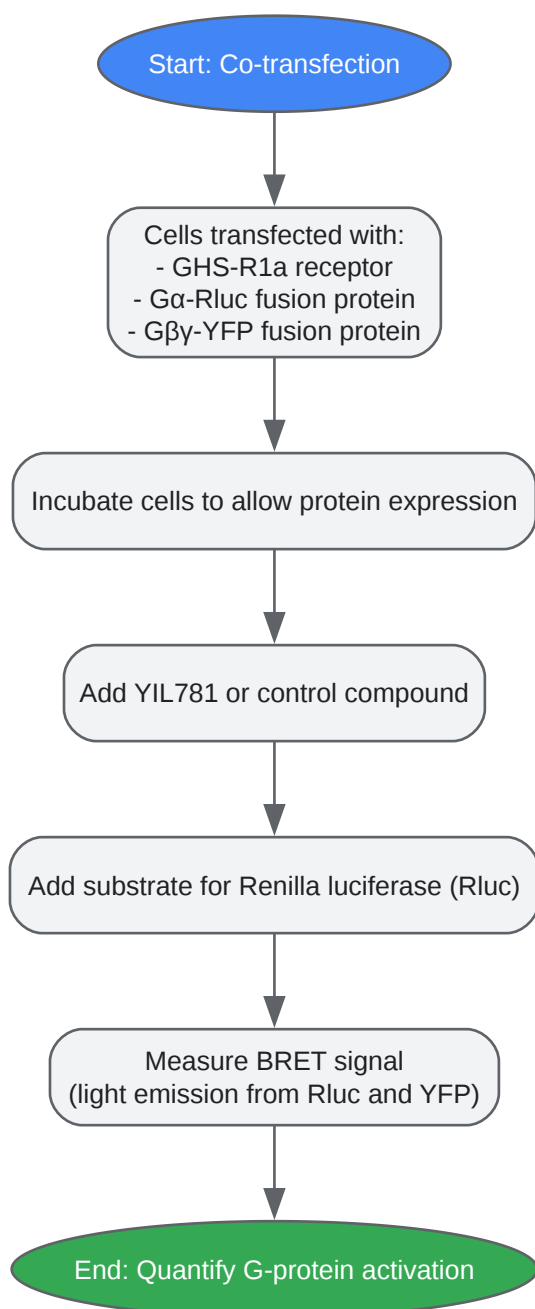 Start: Co-transfection
Cells transfected with:
- GHS-R1a receptor
- Gα-Rluc fusion protein
- Gβγ-YFP fusion protein
Incubate cells to allow protein expression
Add YIL781 or control compound
Add substrate for Renilla luciferase (Rluc)
Measure BRET signal
(light emission from Rluc and YFP)
End: Quantify G-protein activation